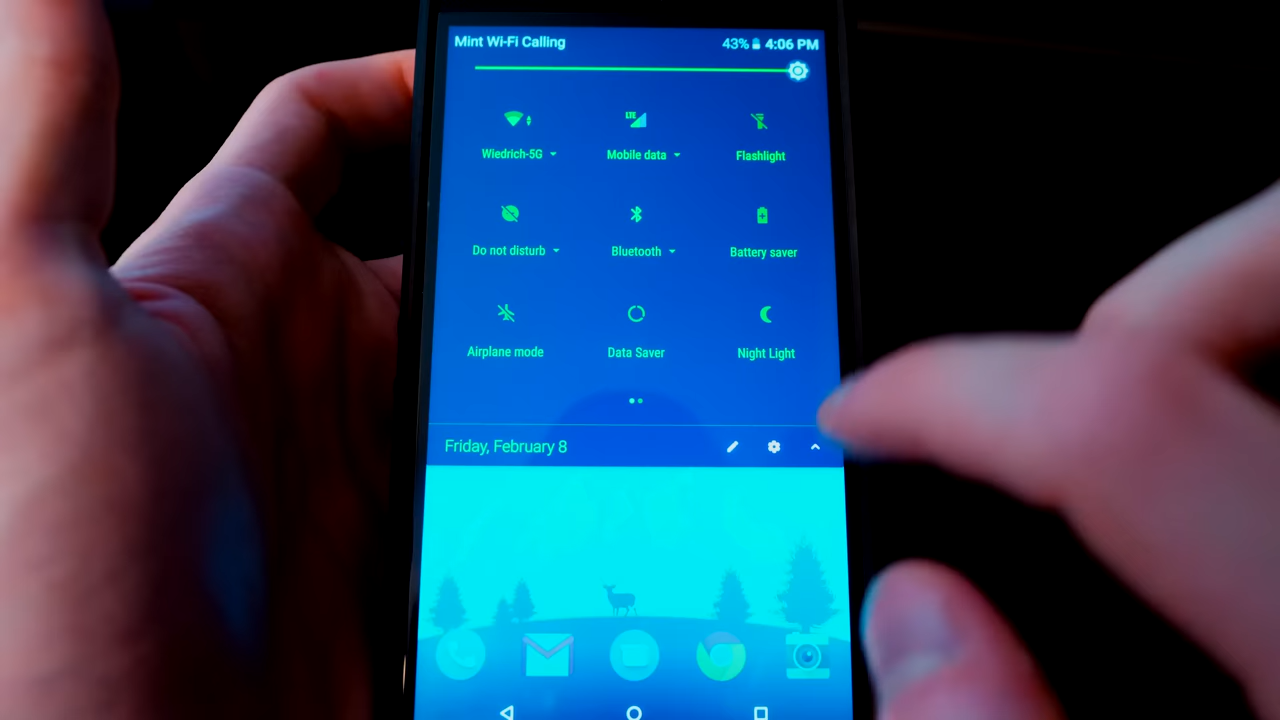 Mint Wi-Fi Calling 43% 4:06 PM
LTE
Wiedrich-5G Mobile data Flashlight
Do not disturb Bluetooth Battery saver
Airplane mode Data Saver Night Light
Friday, February 8